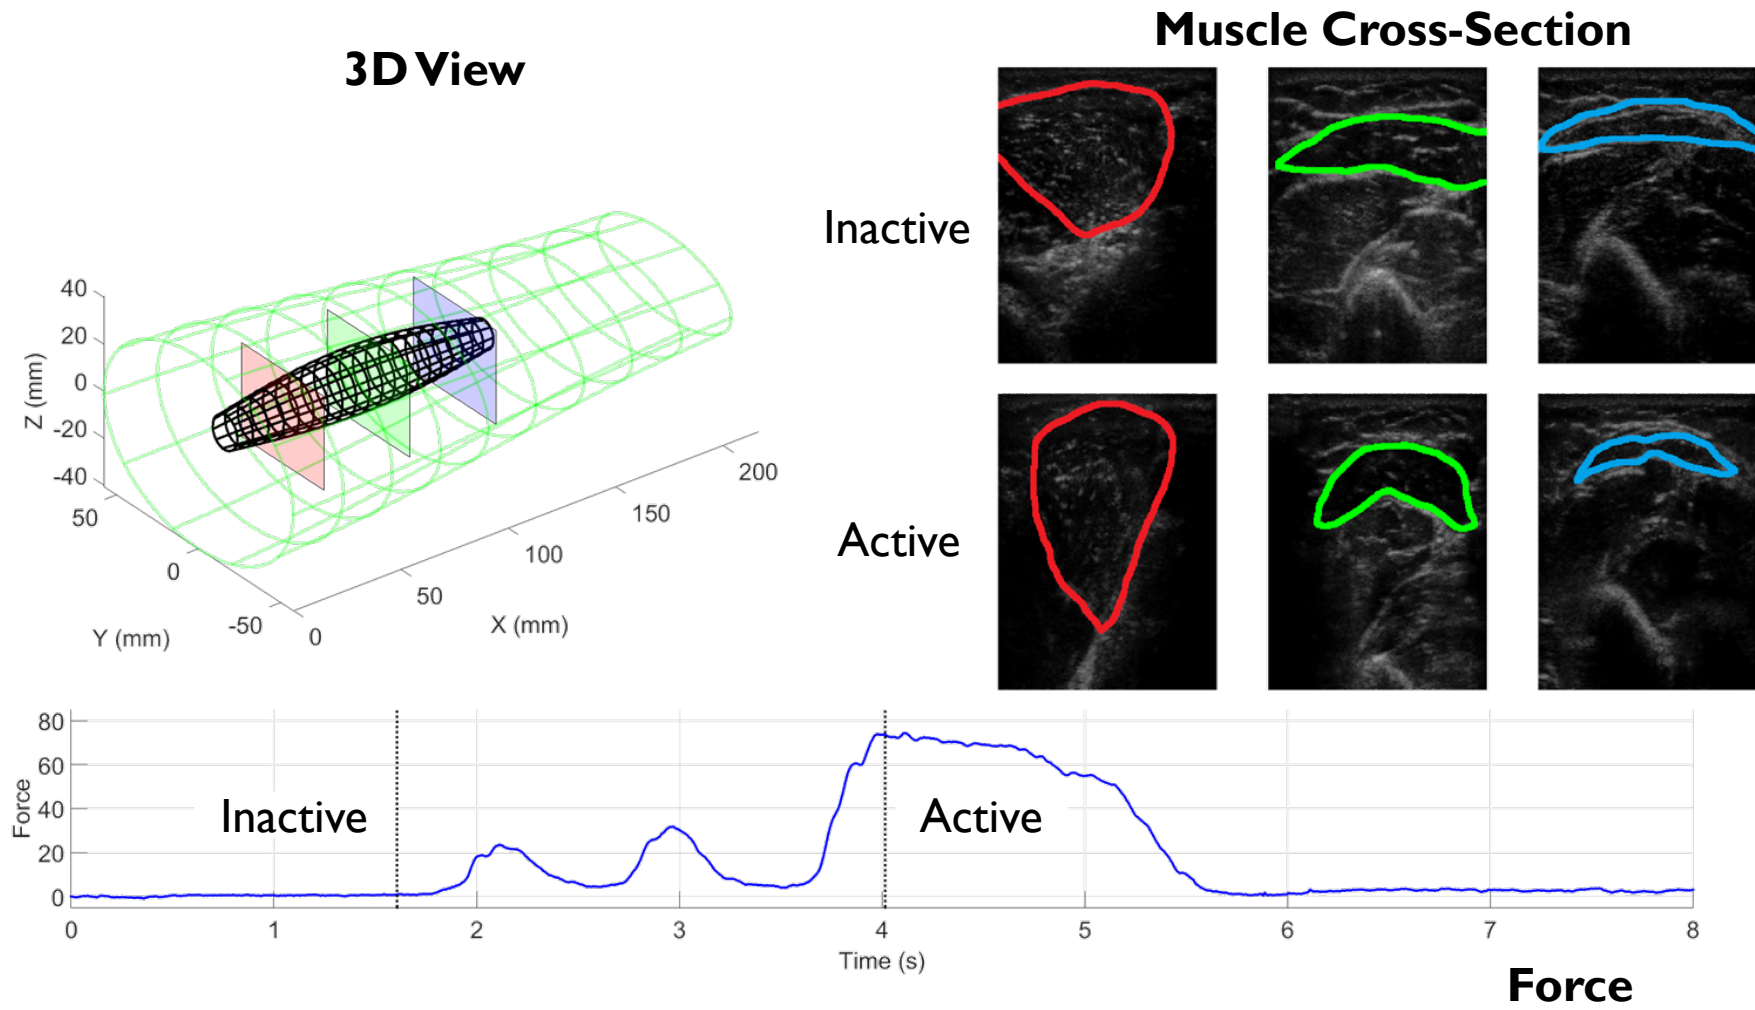 Muscle Cross-Section
3D View
Inactive
Active
40
20
0
-20
-40
Z (mm)
50
0
-50
Y (mm)
0
50
100
150
200
X (mm)
80
60
40
20
0
Force
Inactive
Active
0 1 2 3 4 5 6 7 8
Time (s)
Force